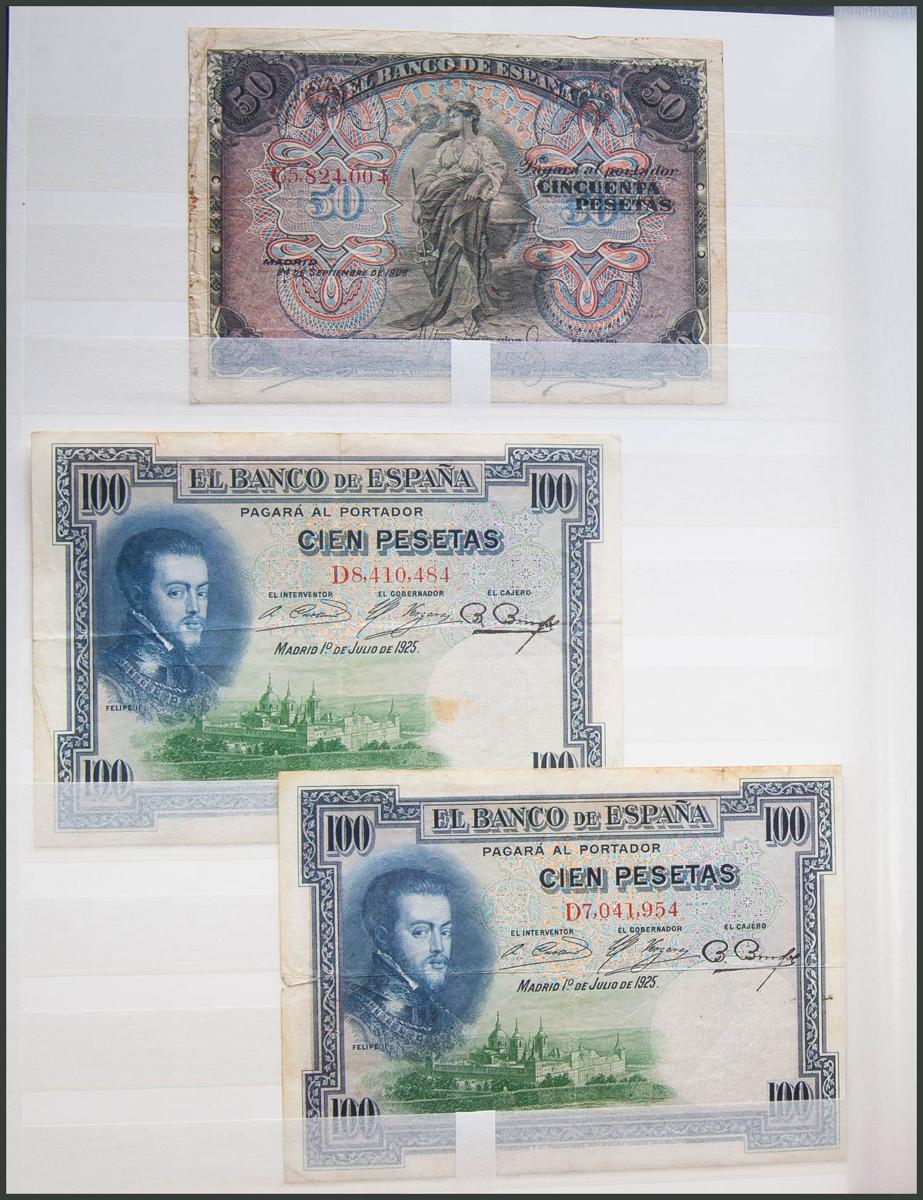 50
EL BANCO DE ESPAÑA
50
Pagará al portador
C5.824.004
CINCUENTA
50
PESETAS
50
MADRID
24 DE SEPTIEMBRE DE 1906
100
EL BANCO DE ESPAÑA
100
PAGARÁ AL PORTADOR
CIEN PESETAS
D8,410,484
EL INTERVENTOR EL GOBERNADOR EL CAJERO
MADRID 1º DE JULIO DE 1925.
FELIPE II
100
100
100
EL BANCO DE ESPAÑA
100
PAGARÁ AL PORTADOR
CIEN PESETAS
D7,041,954
EL INTERVENTOR EL GOBERNADOR EL CAJERO
MADRID 1º DE JULIO DE 1925.
FELIPE II
100
100